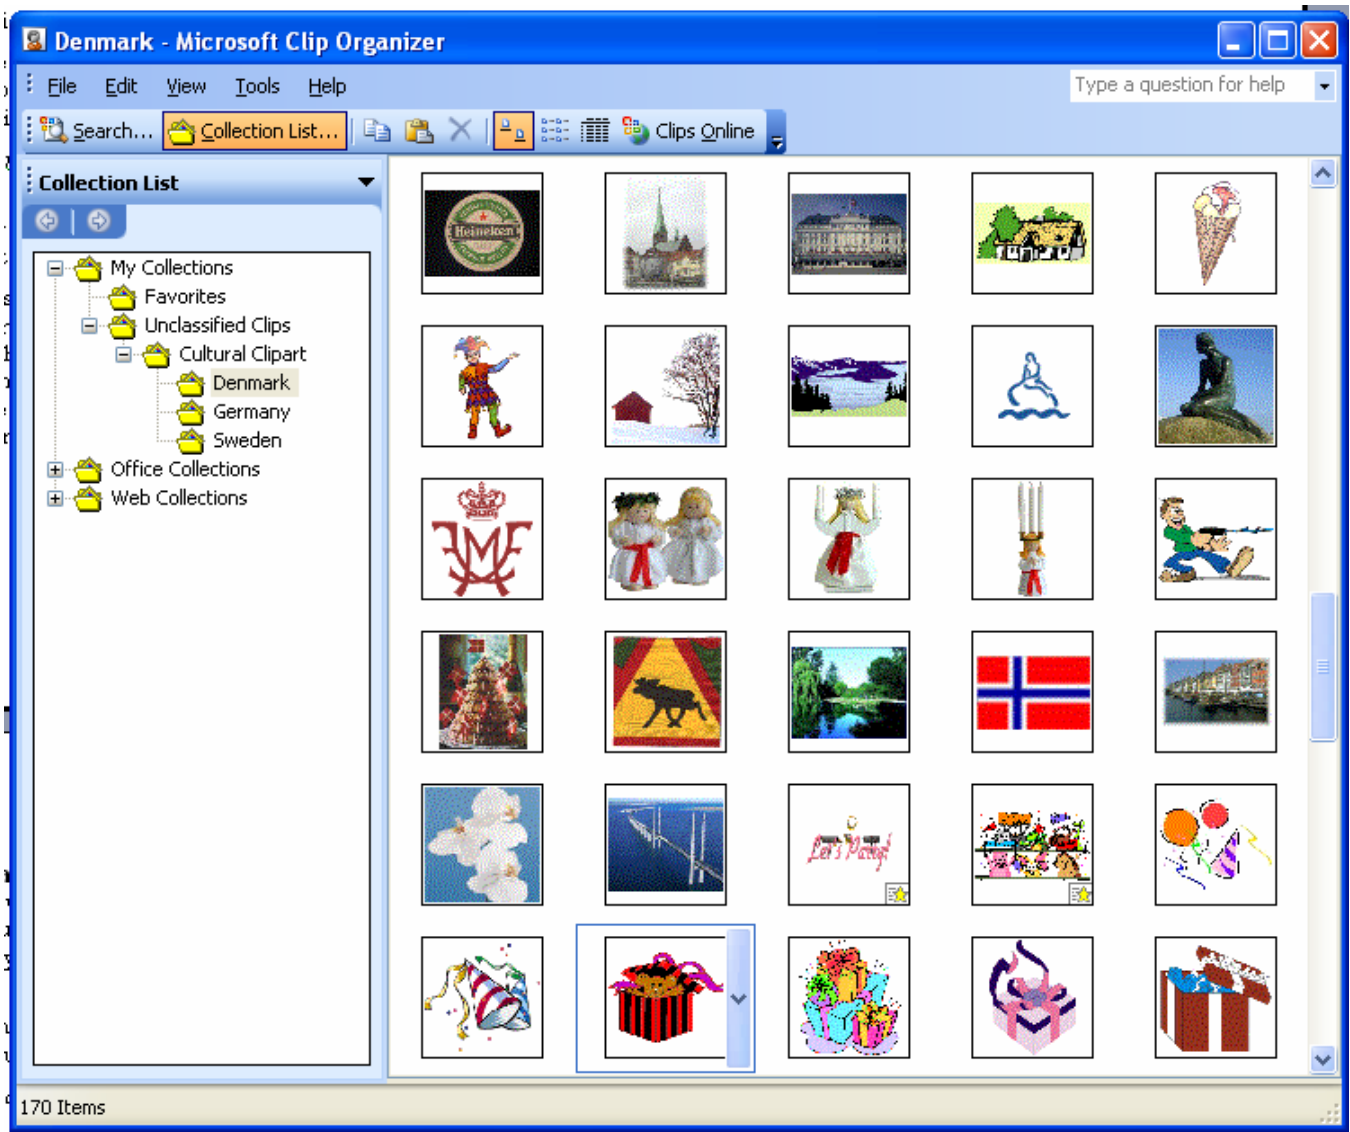 Denmark - Microsoft Clip Organizer
File Edit View Tools Help
Type a question for help
Search... Collection List... Clips Online
Collection List
My Collections
Favorites
Unclassified Clips
Cultural Clipart
Denmark
Germany
Sweden
Office Collections
Web Collections
Heineken
Let's Party!
170 Items